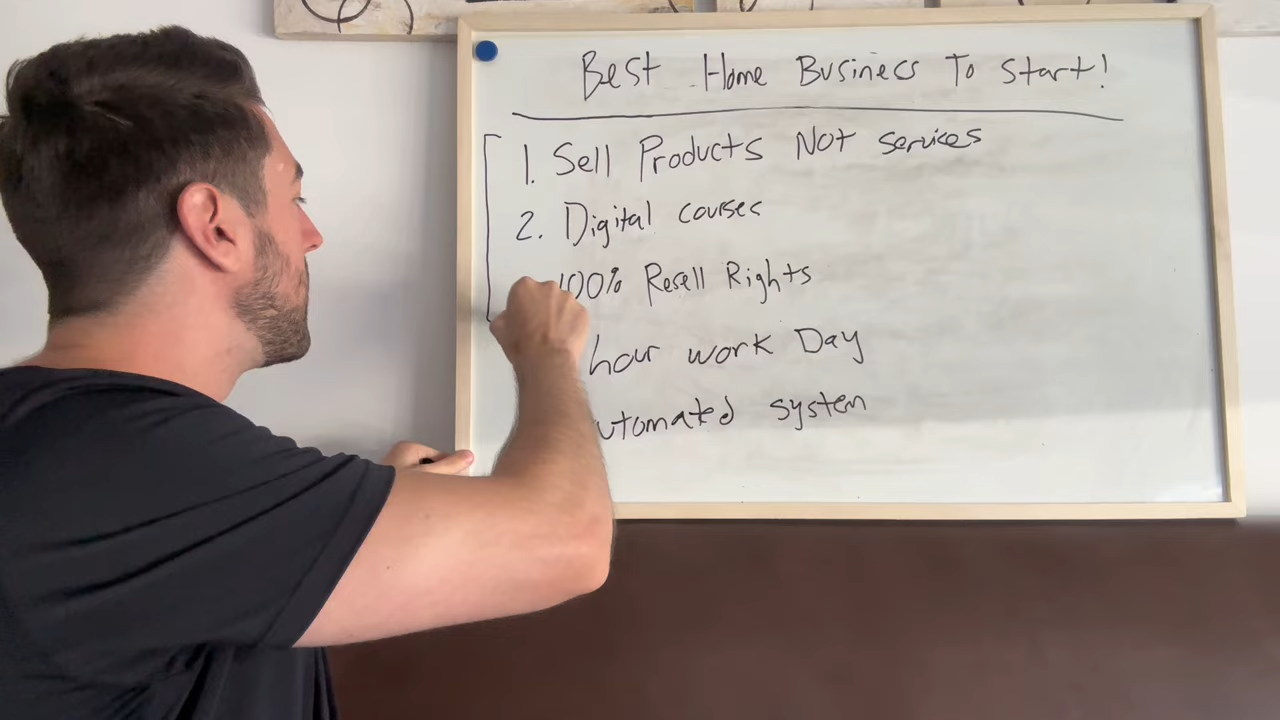 Best Home Business To Start!
1. Sell Products Not services
2. Digital courses
100% Resell Rights
hour work Day
utomated system